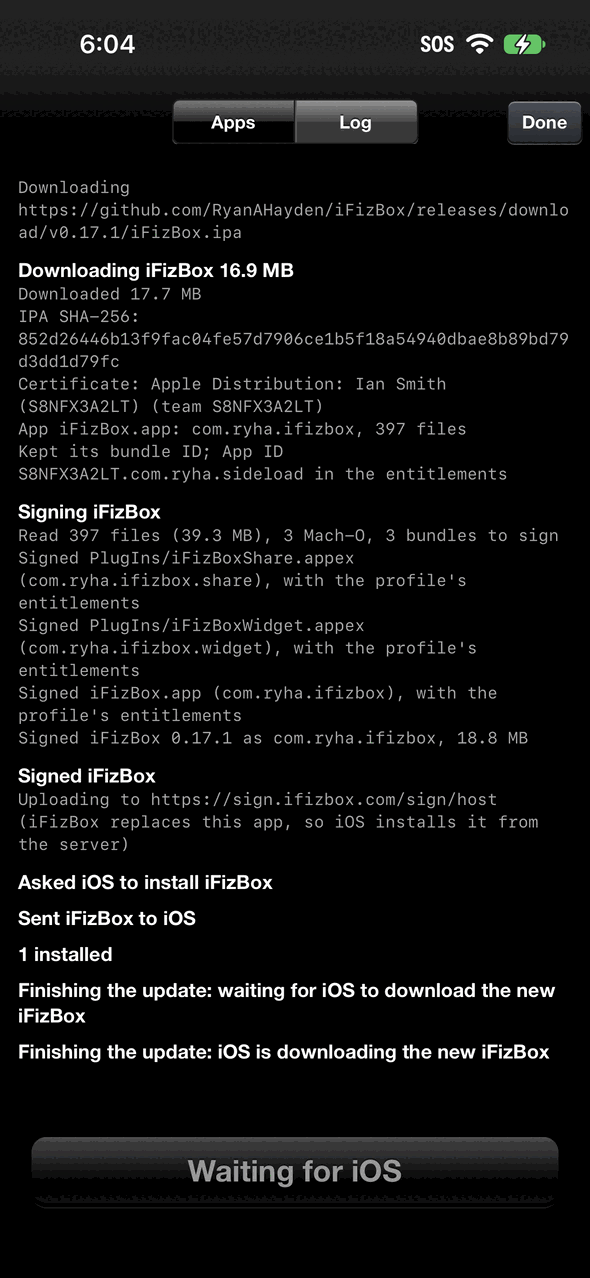 6:04
SOS
Apps
Log
Done
Downloading
https://github.com/RyanAHayden/iFizBox/releases/downlo
ad/v0.17.1/iFizBox.ipa
Downloading iFizBox 16.9 MB
Downloaded 17.7 MB
IPA SHA-256:
852d26446b13f9fac04fe57d7906ce1b5f18a54940dbae8b89bd79
d3dd1d79fc
Certificate: Apple Distribution: Ian Smith
(S8NFX3A2LT) (team S8NFX3A2LT)
App iFizBox.app: com.ryha.ifizbox, 397 files
Kept its bundle ID; App ID
S8NFX3A2LT.com.ryha.sideload in the entitlements
Signing iFizBox
Read 397 files (39.3 MB), 3 Mach-O, 3 bundles to sign
Signed PlugIns/iFizBoxShare.appex
(com.ryha.ifizbox.share), with the profile's
entitlements
Signed PlugIns/iFizBoxWidget.appex
(com.ryha.ifizbox.widget), with the profile's
entitlements
Signed iFizBox.app (com.ryha.ifizbox), with the
profile's entitlements
Signed iFizBox 0.17.1 as com.ryha.ifizbox, 18.8 MB
Signed iFizBox
Uploading to https://sign.ifizbox.com/sign/host
(iFizBox replaces this app, so iOS installs it from
the server)
Asked iOS to install iFizBox
Sent iFizBox to iOS
1 installed
Finishing the update: waiting for iOS to download the new
iFizBox
Finishing the update: iOS is downloading the new iFizBox
Waiting for iOS